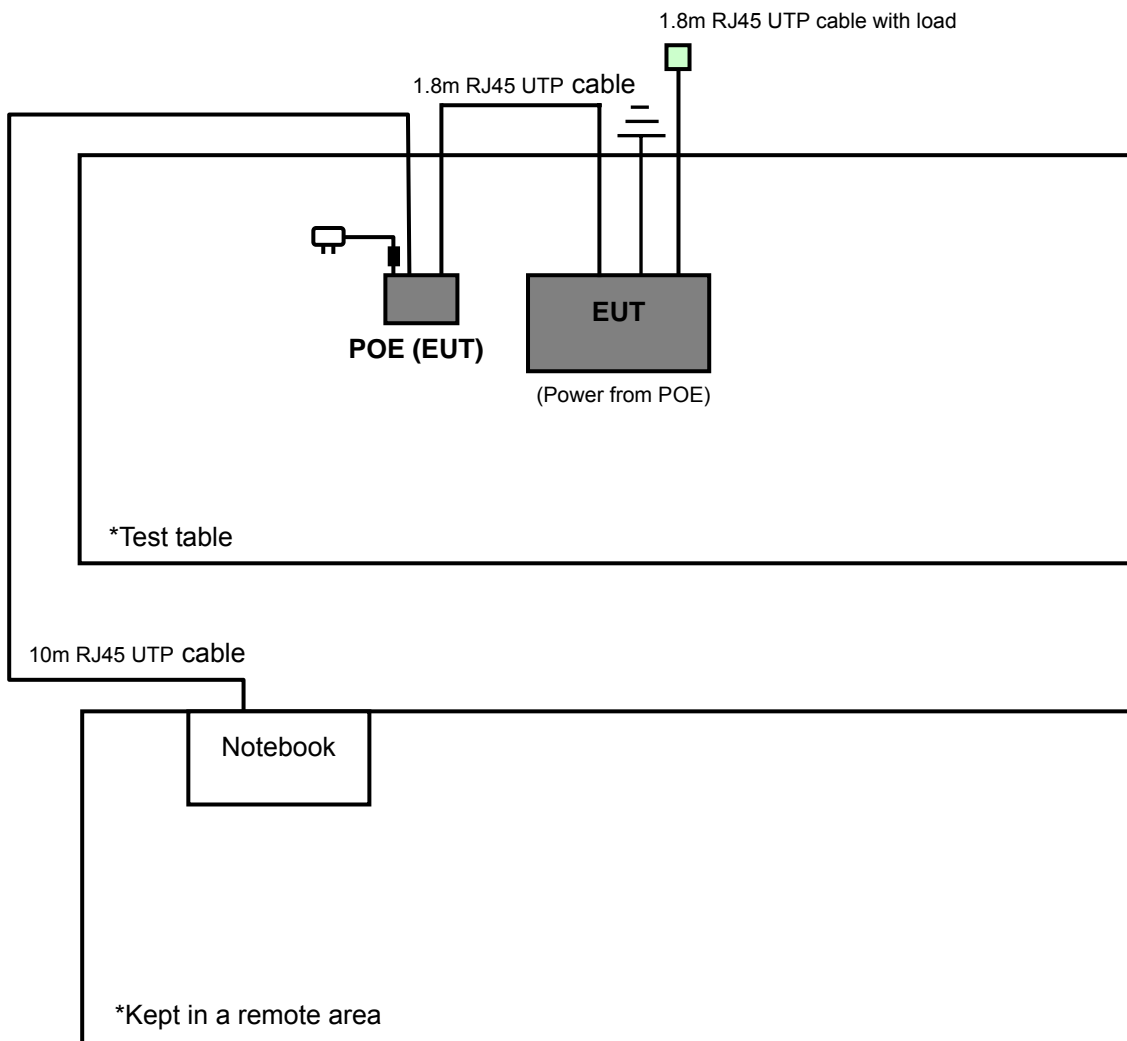 1.8m RJ45 UTP cable with load
1.8m RJ45 UTP cable
EUT
POE (EUT)
(Power from POE)
*Test table
10m RJ45 UTP cable
Notebook
*Kept in a remote area